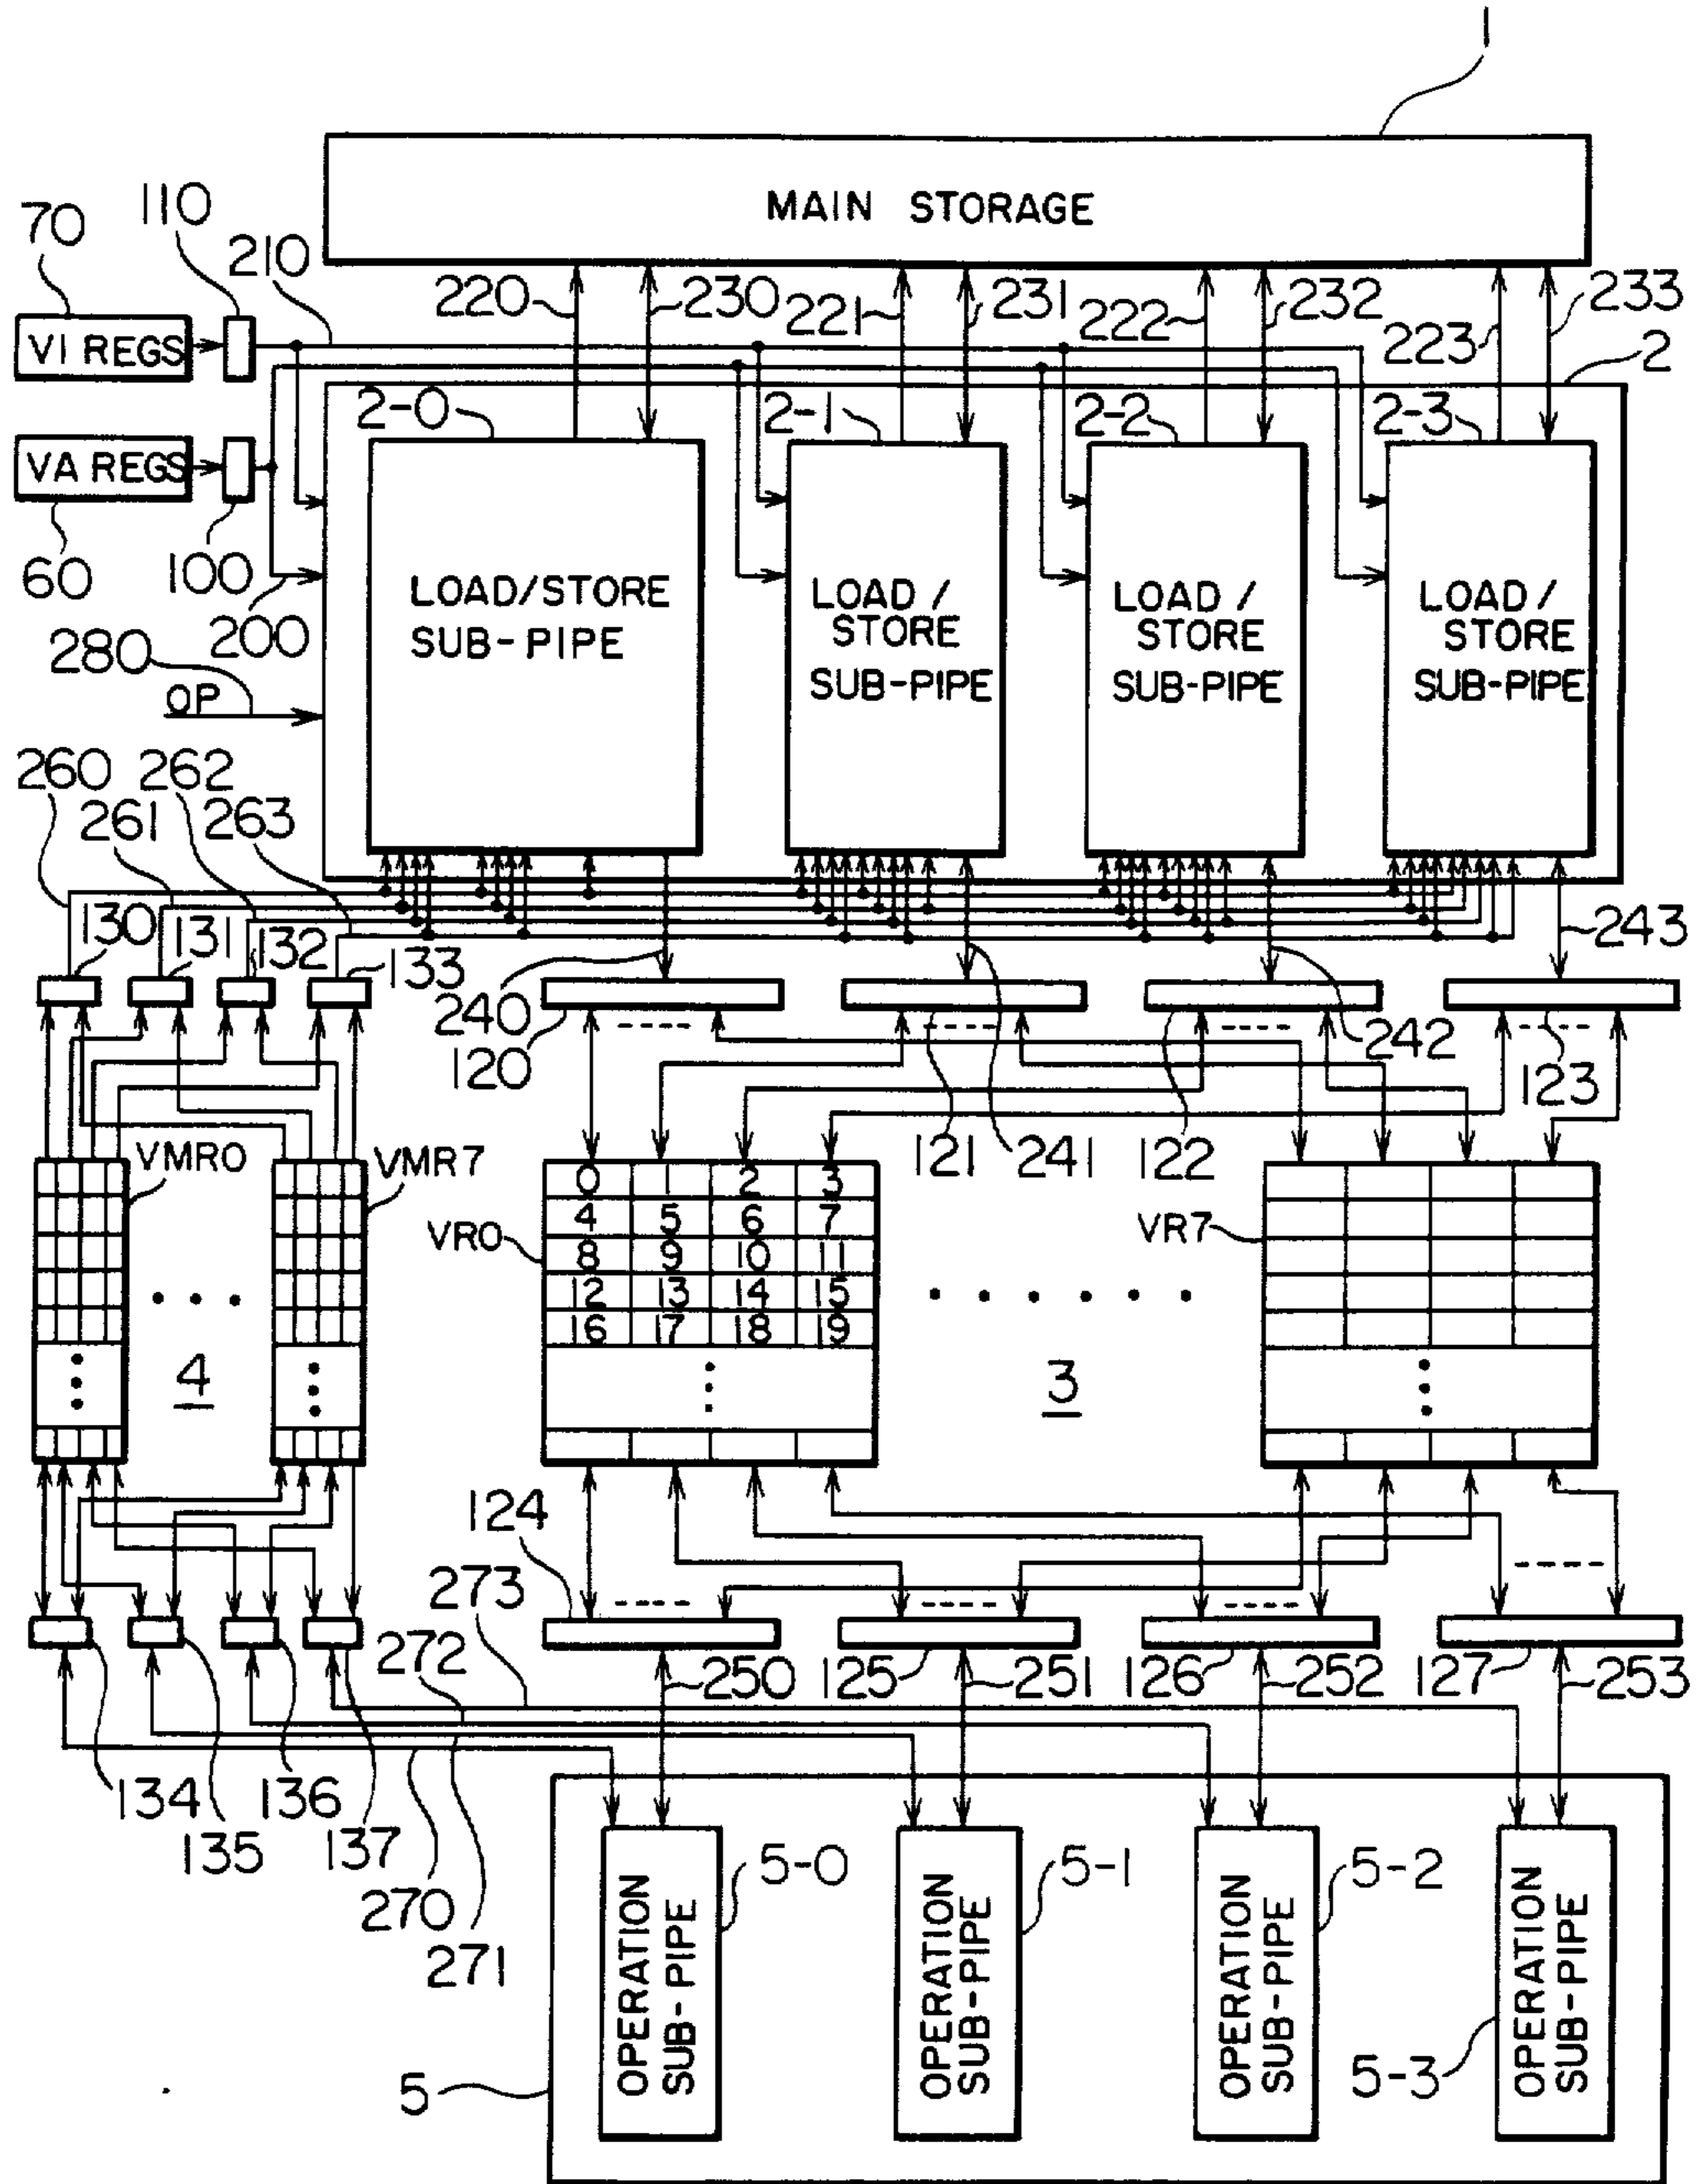 1
MAIN STORAGE
70
110
210
220
230
221
231
222
232
223
233
VI REGS
2
2-0
2-1
2-2
2-3
VA REGS
60
100
200
LOAD/STORE
SUB-PIPE
LOAD/
STORE
SUB-PIPE
LOAD/
STORE
SUB-PIPE
LOAD/
STORE
SUB-PIPE
280
OP
260
262
261
263
130
131
132
133
240
120
243
242
123
VMR0
VMR7
121
241
122
0 1 2 3
VR0
4 5 6 7
VR7
8 9 10 11
12 13 14 15
16 17 18 19
4
3
124
273
272
250
125
251
126
252
127
253
134
136
135
137
270
271
5-0
5-1
5-2
5-3
OPERATION
SUB-PIPE
OPERATION
SUB-PIPE
OPERATION
SUB-PIPE
OPERATION
SUB-PIPE
5